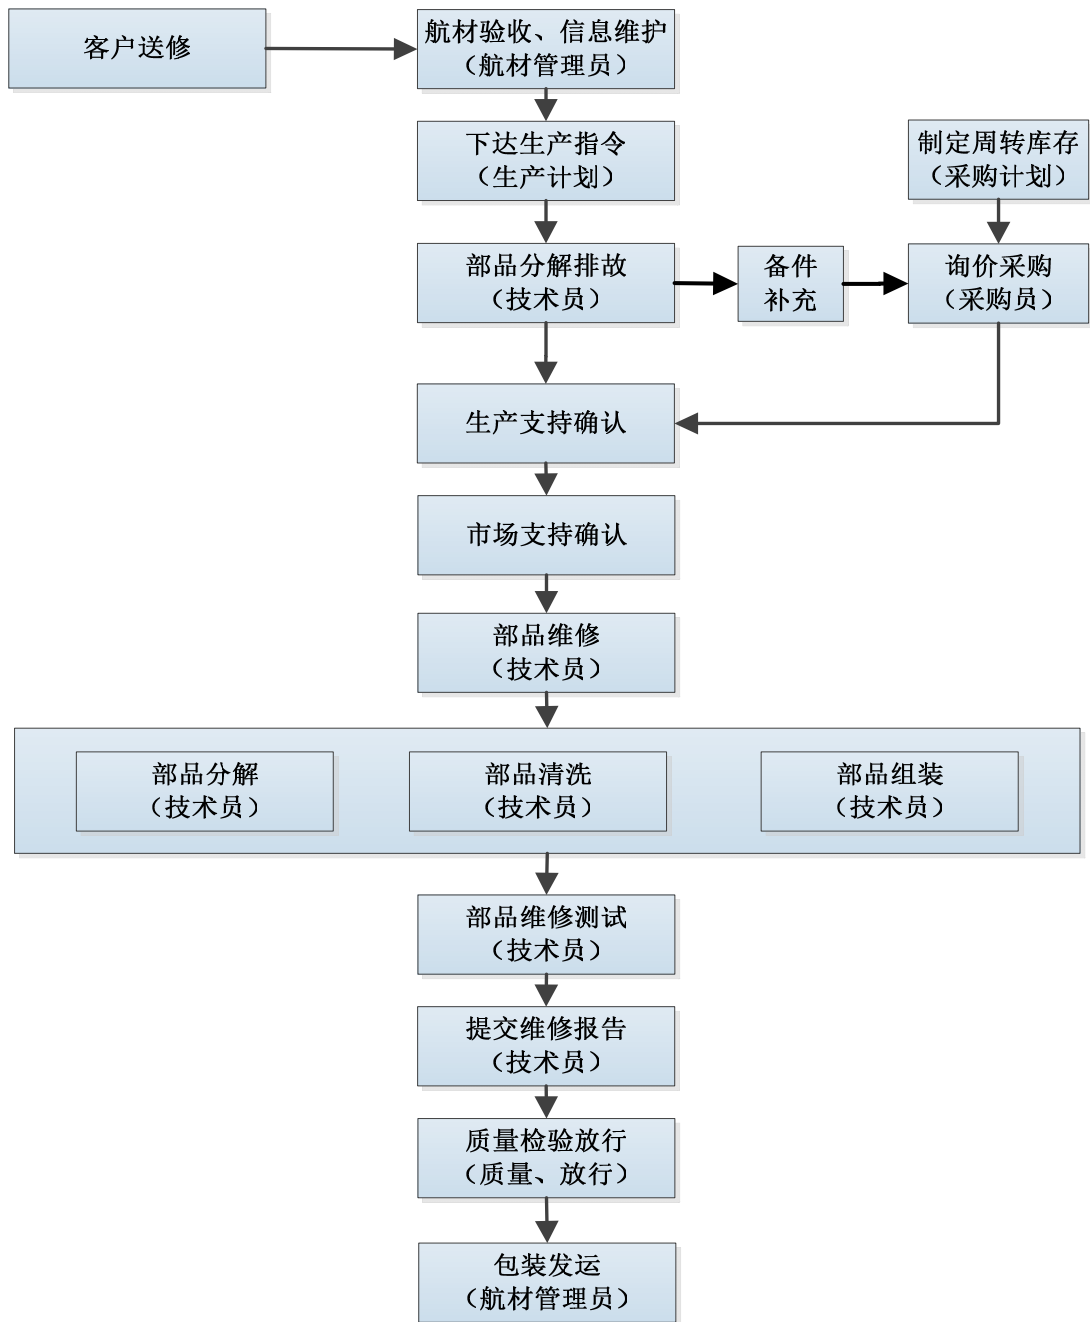 客户送修
航材验收、信息维护
（航材管理员）
下达生产指令
（生产计划）
制定周转库存
（采购计划）
部品分解排故
（技术员）
备件
补充
询价采购
（采购员）
生产支持确认
市场支持确认
部品维修
（技术员）
部品分解
（技术员）
部品清洗
（技术员）
部品组装
（技术员）
部品维修测试
（技术员）
提交维修报告
（技术员）
质量检验放行
（质量、放行）
包装发运
（航材管理员）